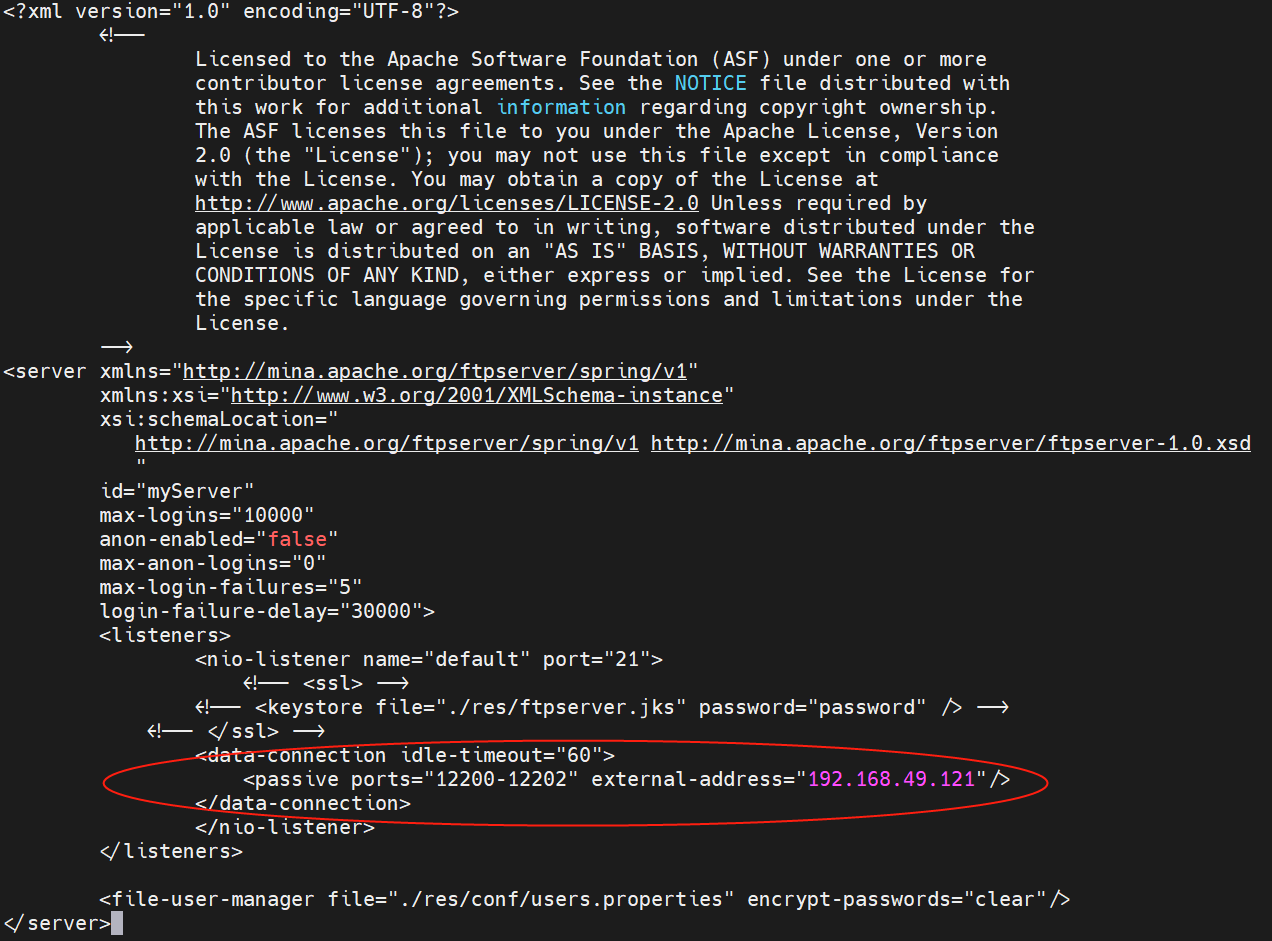 <?xml version="1.0" encoding="UTF-8"?>
<!--
Licensed to the Apache Software Foundation (ASF) under one or more
contributor license agreements. See the NOTICE file distributed with
this work for additional information regarding copyright ownership.
The ASF licenses this file to you under the Apache License, Version
2.0 (the "License"); you may not use this file except in compliance
with the License. You may obtain a copy of the License at
http://www.apache.org/licenses/LICENSE-2.0 Unless required by
applicable law or agreed to in writing, software distributed under the
License is distributed on an "AS IS" BASIS, WITHOUT WARRANTIES OR
CONDITIONS OF ANY KIND, either express or implied. See the License for
the specific language governing permissions and limitations under the
License.
-->
<server xmlns="http://mina.apache.org/ftpserver/spring/v1"
xmlns:xsi="http://www.w3.org/2001/XMLSchema-instance"
xsi:schemaLocation="
http://mina.apache.org/ftpserver/spring/v1 http://mina.apache.org/ftpserver/ftpserver-1.0.xsd
"
id="myServer"
max-logins="10000"
anon-enabled="false"
max-anon-logins="0"
max-login-failures="5"
login-failure-delay="30000">
<listeners>
<nio-listener name="default" port="21">
<!-- <ssl> -->
<!-- <keystore file="./res/ftpserver.jks" password="password" /> -->
<!-- </ssl> -->
<data-connection idle-timeout="60">
<passive ports="12200-12202" external-address="192.168.49.121"/>
</data-connection>
</nio-listener>
</listeners>
<file-user-manager file="./res/conf/users.properties" encrypt-passwords="clear"/>
</server>